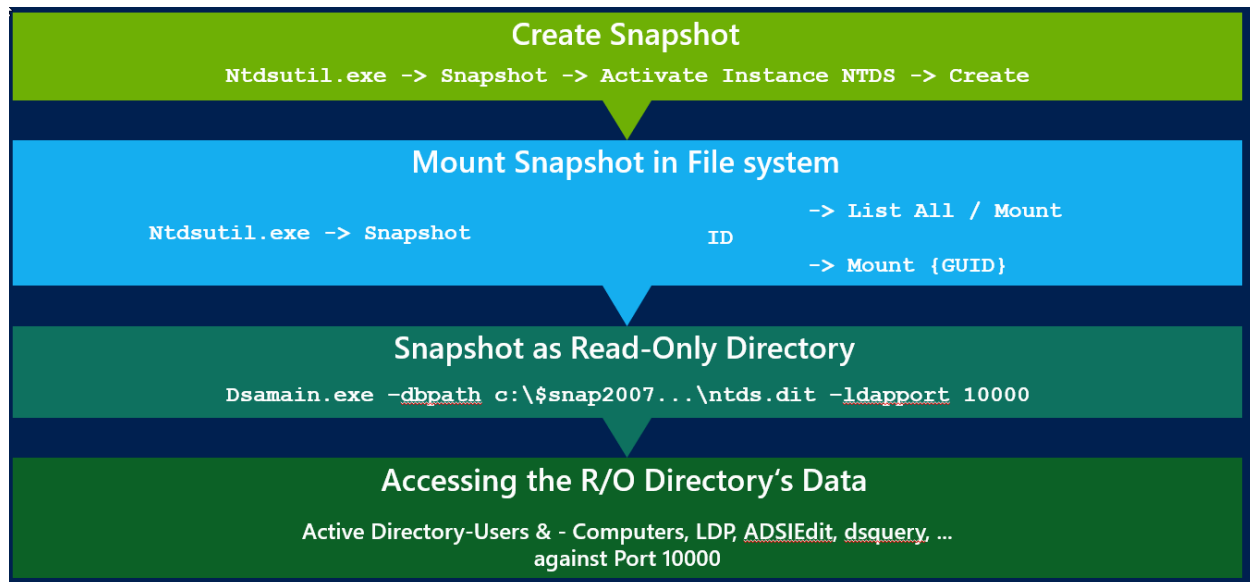 Create Snapshot
Ntdsutil.exe -> Snapshot -> Activate Instance NTDS -> Create
Mount Snapshot in File system
-> List All / Mount
Ntdsutil.exe -> Snapshot
ID
-> Mount {GUID}
Snapshot as Read-Only Directory
Dsamain.exe –dbpath c:\$snap2007...\ntds.dit –ldapport 10000
Accessing the R/O Directory‘s Data
Active Directory-Users & - Computers, LDP, ADSIEdit, dsquery, ...
against Port 10000